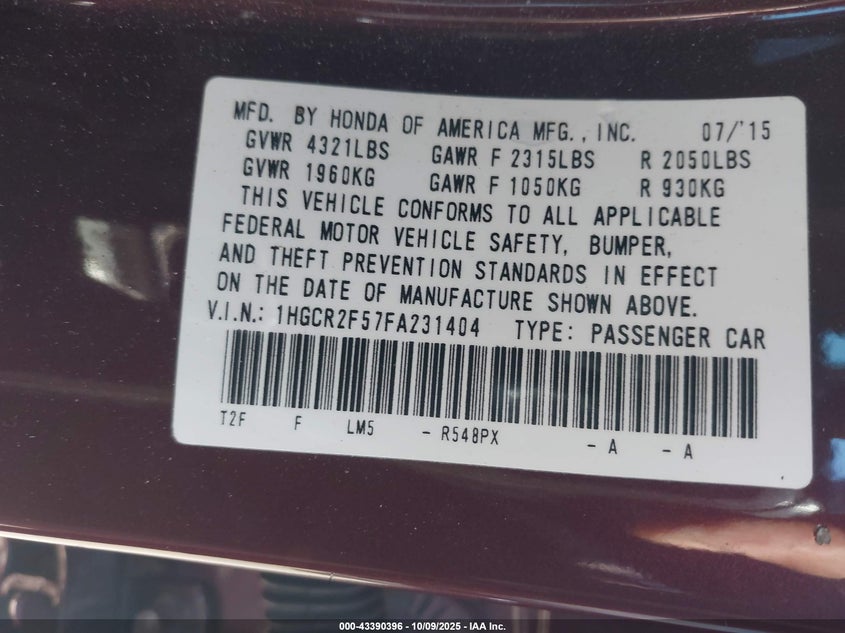 MFD. BY HONDA OF AMERICA MFG., INC. 07/'15
GVWR 4321LBS GAWR F 2315LBS R 2050LBS
GVWR 1960KG GAWR F 1050KG R 930KG
THIS VEHICLE CONFORMS TO ALL APPLICABLE
FEDERAL MOTOR VEHICLE SAFETY, BUMPER,
AND THEFT PREVENTION STANDARDS IN EFFECT
ON THE DATE OF MANUFACTURE SHOWN ABOVE.
V.I.N.: 1HGCR2F57FA231404 TYPE: PASSENGER CAR
T2F F LM5 - R548PX - A - A
000-43390396 | 10/09/2025 | IAA Inc.